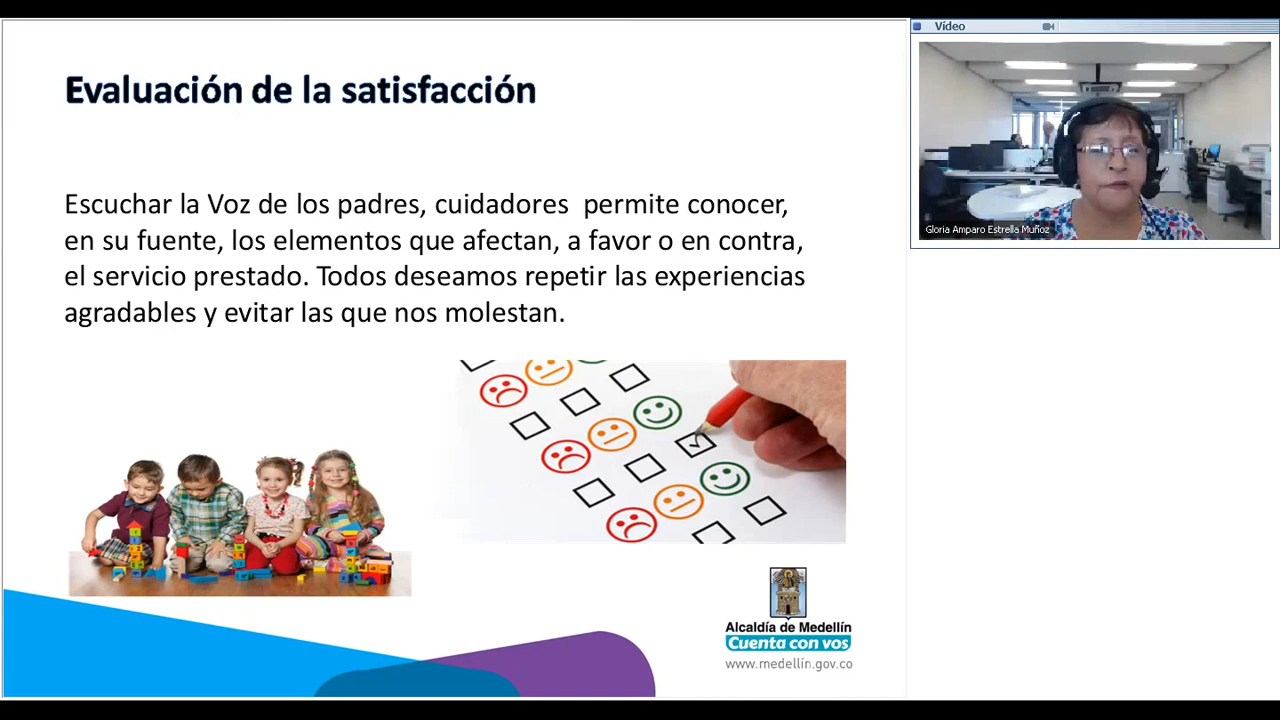 Evaluación de la satisfacción
Escuchar la Voz de los padres, cuidadores  permite conocer,
en su fuente, los elementos que afectan, a favor o en contra,
el servicio prestado. Todos deseamos repetir las experiencias
agradables y evitar las que nos molestan.
Alcaldía de Medellín
Cuenta con vos
www.medellín.gov.co
Vídeo
Gloria Amparo Estrella Muñoz